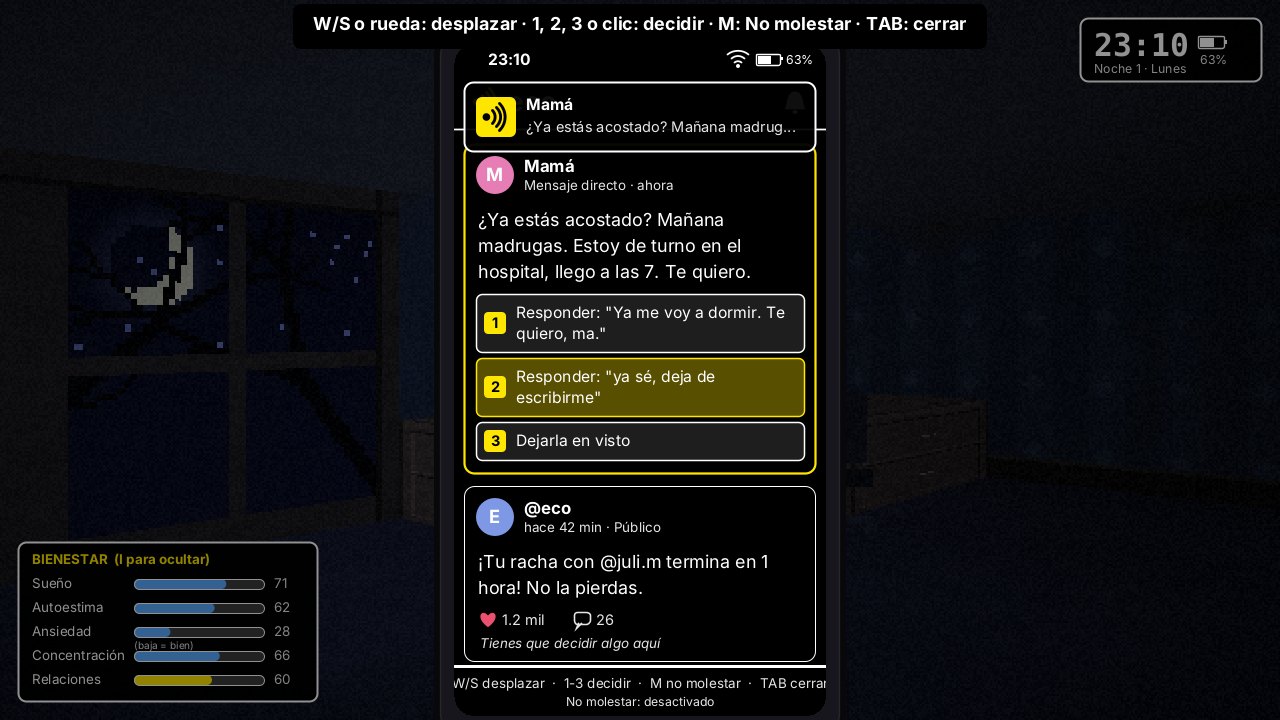 W/S o rueda: desplazar · 1, 2, 3 o clic: decidir · M: No molestar · TAB: cerrar
23:10
63%
23:10
63%
Noche 1 · Lunes
Mamá
¿Ya estás acostado? Mañana madrug...
M
Mamá
Mensaje directo · ahora
¿Ya estás acostado? Mañana
madrugas. Estoy de turno en el
hospital, llego a las 7. Te quiero.
1
Responder: "Ya me voy a dormir. Te
quiero, ma."
2
Responder: "ya sé, deja de
escribirme"
3
Dejarla en visto
E
@eco
hace 42 min · Público
¡Tu racha con @juli.m termina en 1
hora! No la pierdas.
1.2 mil
26
Tienes que decidir algo aquí
W/S desplazar · 1-3 decidir · M no molestar · TAB cerrar
No molestar: desactivado
BIENESTAR (I para ocultar)
Sueño 71
Autoestima 62
Ansiedad 28
(baja = bien)
Concentración 66
Relaciones 60